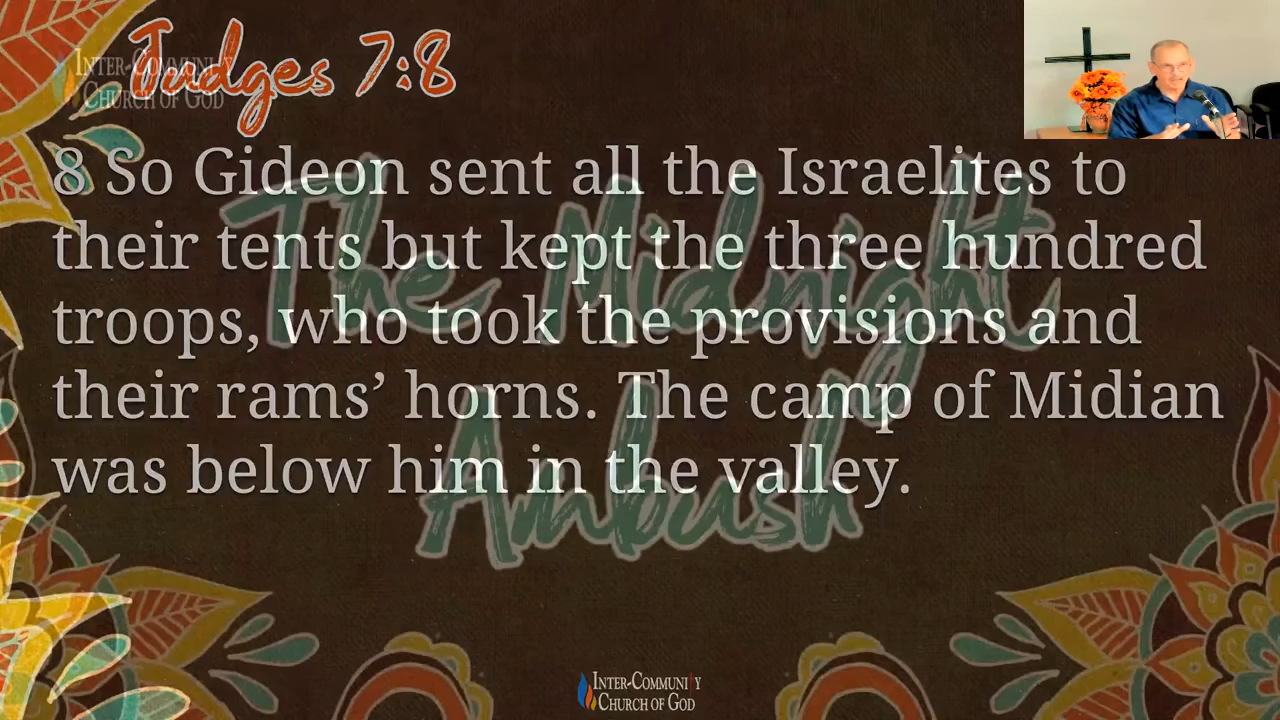 Judges 7:8
INTER-COMMUNITY
CHURCH OF GOD
8 So Gideon sent all the Israelites to
their tents but kept the three hundred
troops, who took the provisions and
their rams’ horns. The camp of Midian
was below him in the valley.
The Midnight
Ambush
INTER-COMMUNITY
CHURCH OF GOD